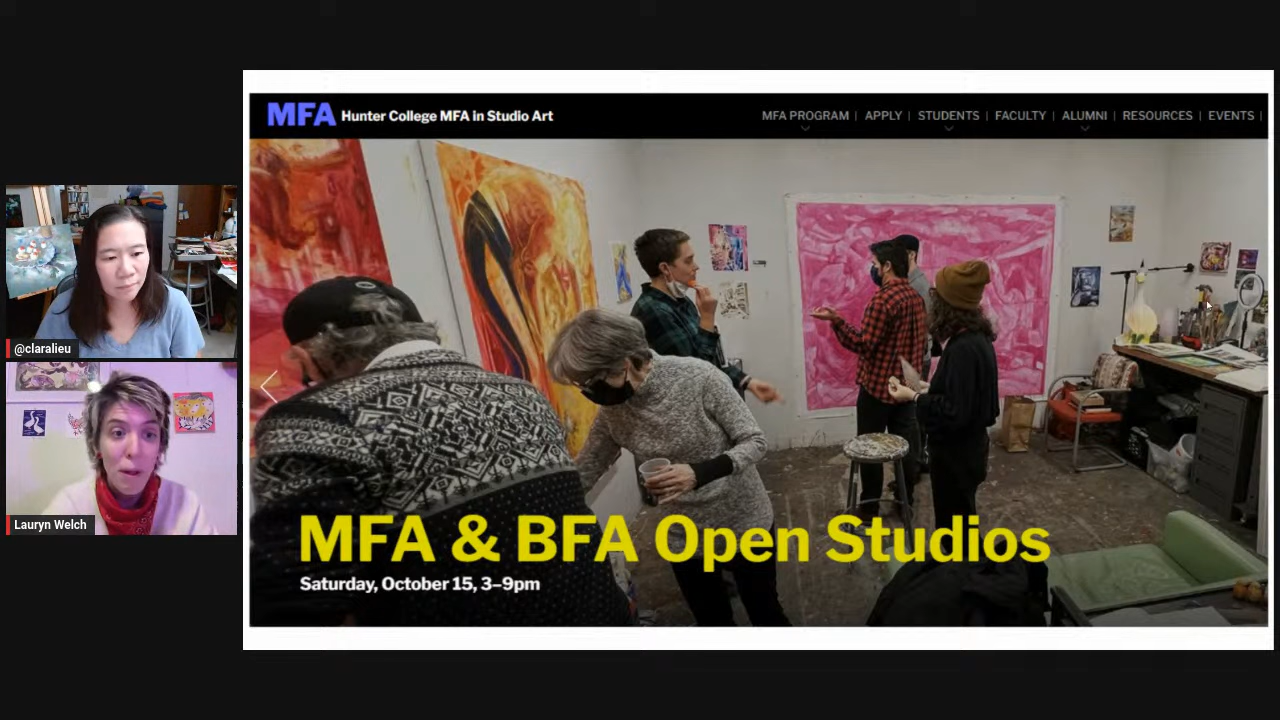 MFA Hunter College MFA in Studio Art
MFA PROGRAM | APPLY | STUDENTS | FACULTY | ALUMNI | RESOURCES | EVENTS |
@claralieu
Lauryn Welch
MFA & BFA Open Studios
Saturday, October 15, 3–9pm